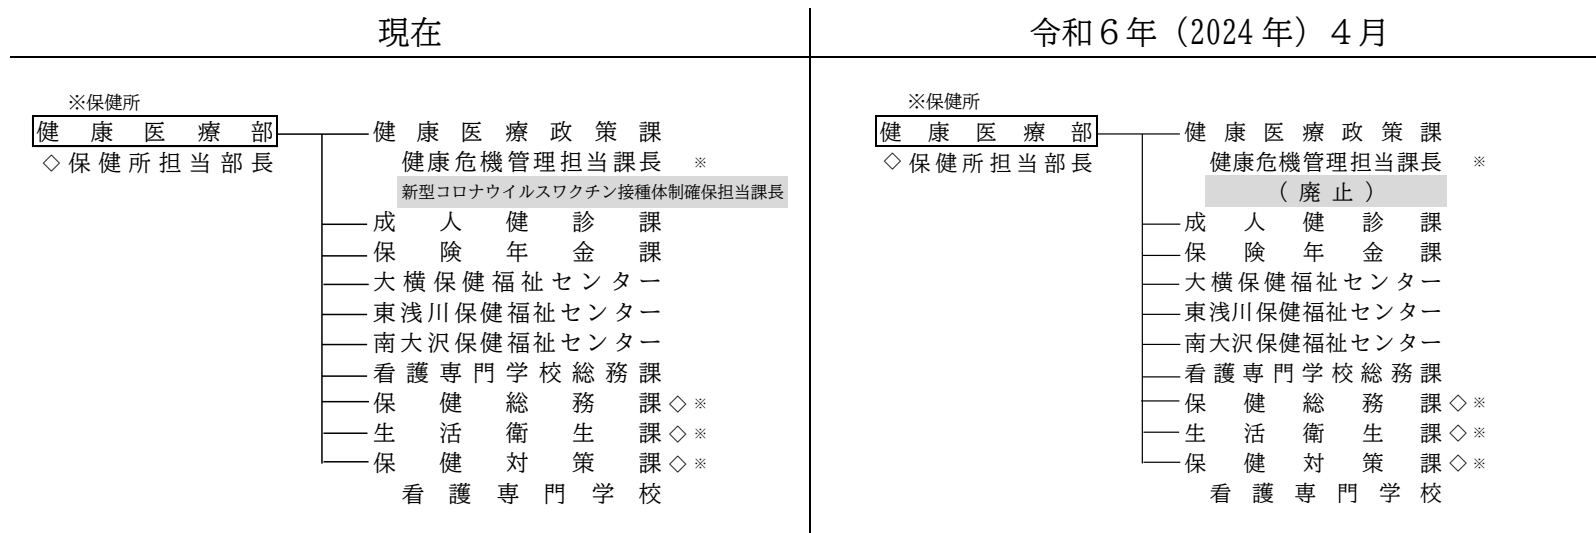 現在
※保健所
健康医療部
◇保健所担当部長
健康医療政策課
健康危機管理担当課長 ※
新型コロナウイルスワクチン接種体制確保担当課長
成人健診課
保険年金課
大横保健福祉センター
東浅川保健福祉センター
南大沢保健福祉センター
看護専門学校総務課
保健総務課◇※
生活衛生課◇※
保健対策課◇※
看護専門学校
令和６年（2024年）４月
※保健所
健康医療部
◇保健所担当部長
健康医療政策課
健康危機管理担当課長 ※
（廃止）
成人健診課
保険年金課
大横保健福祉センター
東浅川保健福祉センター
南大沢保健福祉センター
看護専門学校総務課
保健総務課◇※
生活衛生課◇※
保健対策課◇※
看護専門学校